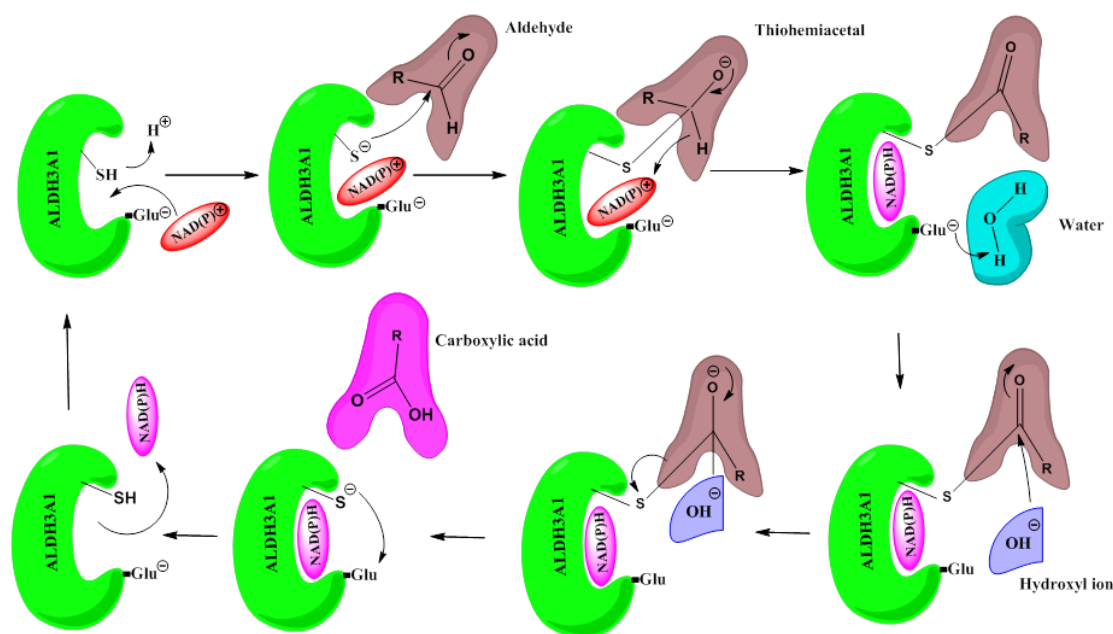 ALDH3A1
SH
H⊕
Glu⊖
NAD(P)⊕
ALDH3A1
S⊖
NAD(P)⊕
Glu⊖
Aldehyde
R
O
H
ALDH3A1
S
NAD(P)⊕
Glu⊖
Thiohemiacetal
O⊖
R
H
ALDH3A1
NAD(P)H
S
Glu⊖
O
R
H
O
H
Water
ALDH3A1
NAD(P)H
S
Glu
O
R
OH⊖
Hydroxyl ion
ALDH3A1
NAD(P)H
S
Glu
O⊖
R
OH⊖
ALDH3A1
NAD(P)H
S⊖
Glu
Carboxylic acid
R
O
OH
ALDH3A1
SH
Glu⊖
NAD(P)H